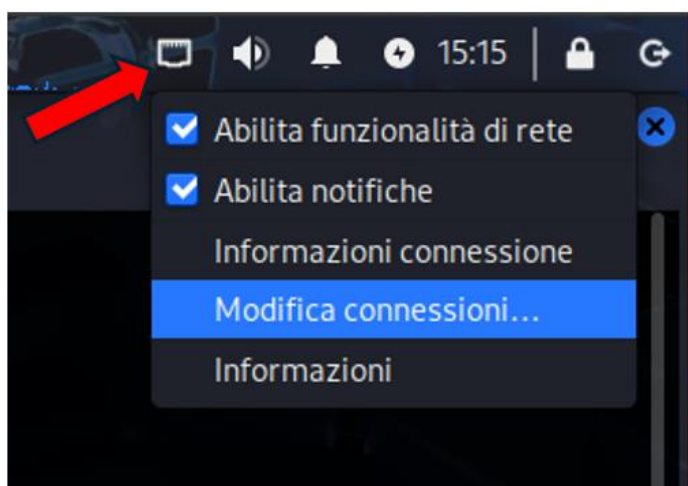 15:15
Abilita funzionalità di rete
Abilita notifiche
Informazioni connessione
Modifica connessioni...
Informazioni